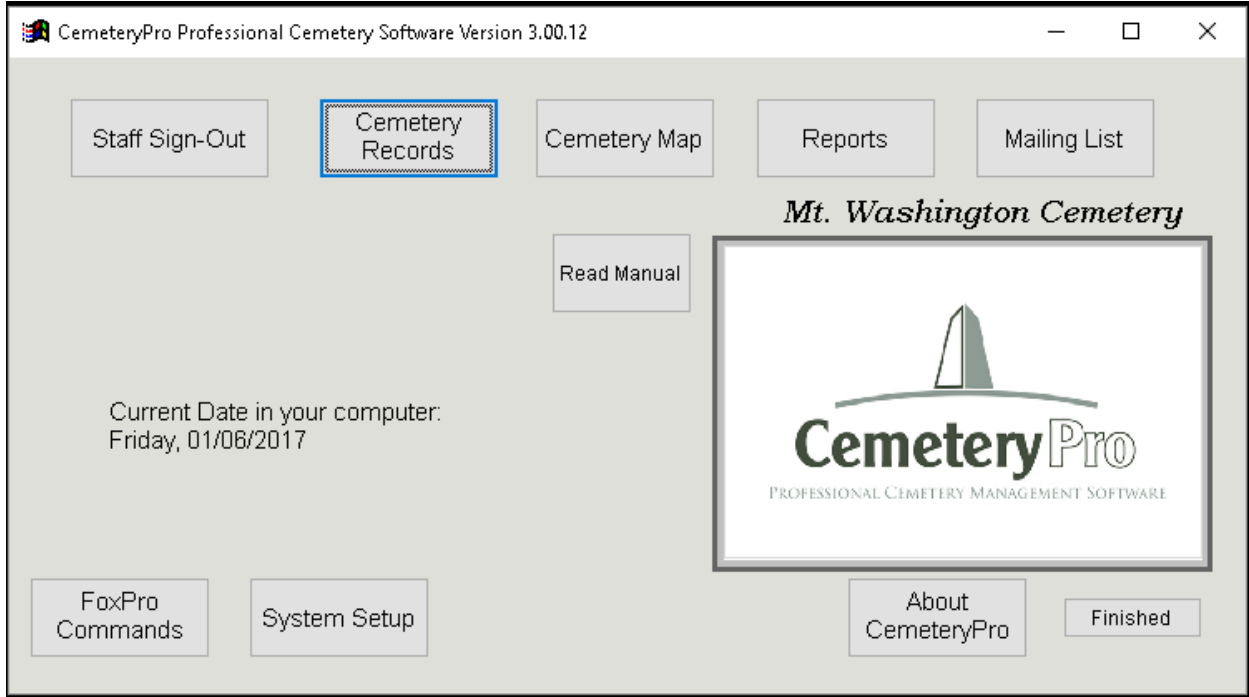 CemeteryPro Professional Cemetery Software Version 3.00.12
Staff Sign-Out
Cemetery
Records
Cemetery Map
Reports
Mailing List
Mt. Washington Cemetery
Read Manual
CemeteryPro
PROFESSIONAL CEMETERY MANAGEMENT SOFTWARE
Current Date in your computer:
Friday, 01/06/2017
FoxPro
Commands
System Setup
About
CemeteryPro
Finished